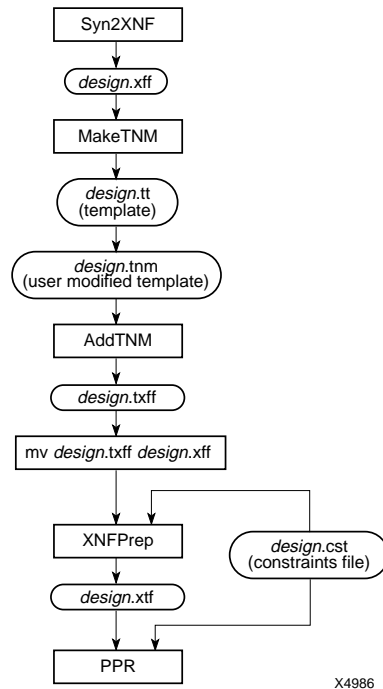 Syn2XNF
design.xff
MakeTNM
design.tt
(template)
design.tnm
(user modified template)
AddTNM
design.txff
mv design.txff design.xff
XNFPrep
design.cst
(constraints file)
design.xtf
PPR
X4986